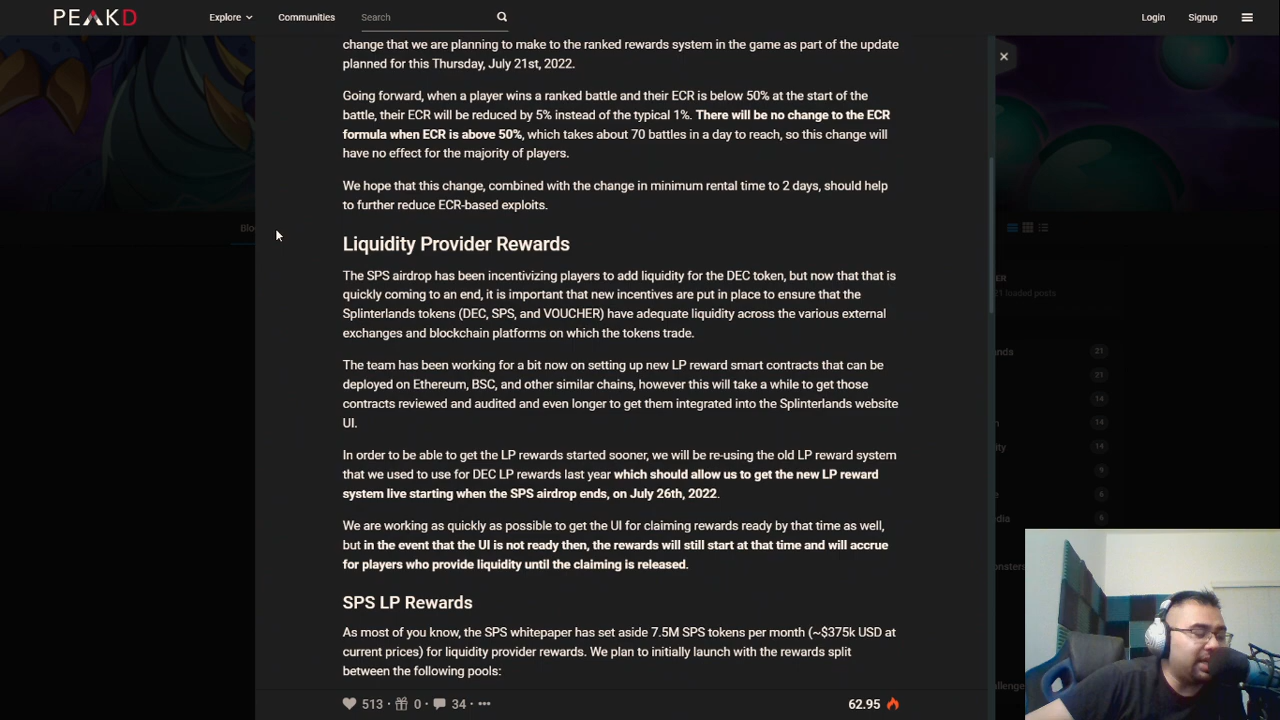 PEAKD
Explore
Communities
Search
Login
Signup
change that we are planning to make to the ranked rewards system in the game as part of the update
planned for this Thursday, July 21st, 2022.
Going forward, when a player wins a ranked battle and their ECR is below 50% at the start of the
battle, their ECR will be reduced by 5% instead of the typical 1%. There will be no change to the ECR
formula when ECR is above 50%, which takes about 70 battles in a day to reach, so this change will
have no effect for the majority of players.
We hope that this change, combined with the change in minimum rental time to 2 days, should help
to further reduce ECR-based exploits.
Liquidity Provider Rewards
The SPS airdrop has been incentivizing players to add liquidity for the DEC token, but now that that is
quickly coming to an end, it is important that new incentives are put in place to ensure that the
Splinterlands tokens (DEC, SPS, and VOUCHER) have adequate liquidity across the various external
exchanges and blockchain platforms on which the tokens trade.
The team has been working for a bit now on setting up new LP reward smart contracts that can be
deployed on Ethereum, BSC, and other similar chains, however this will take a while to get those
contracts reviewed and audited and even longer to get them integrated into the Splinterlands website
UI.
In order to be able to get the LP rewards started sooner, we will be re-using the old LP reward system
that we used to use for DEC LP rewards last year which should allow us to get the new LP reward
system live starting when the SPS airdrop ends, on July 26th, 2022.
We are working as quickly as possible to get the UI for claiming rewards ready by that time as well,
but in the event that the UI is not ready then, the rewards will still start at that time and will accrue
for players who provide liquidity until the claiming is released.
SPS LP Rewards
As most of you know, the SPS whitepaper has set aside 7.5M SPS tokens per month (~$375k USD at
current prices) for liquidity provider rewards. We plan to initially launch with the rewards split
between the following pools:
513 · 0 · 34 ·
62.95
Blo
ER
21 loaded posts
anda
21
21
14
14
6